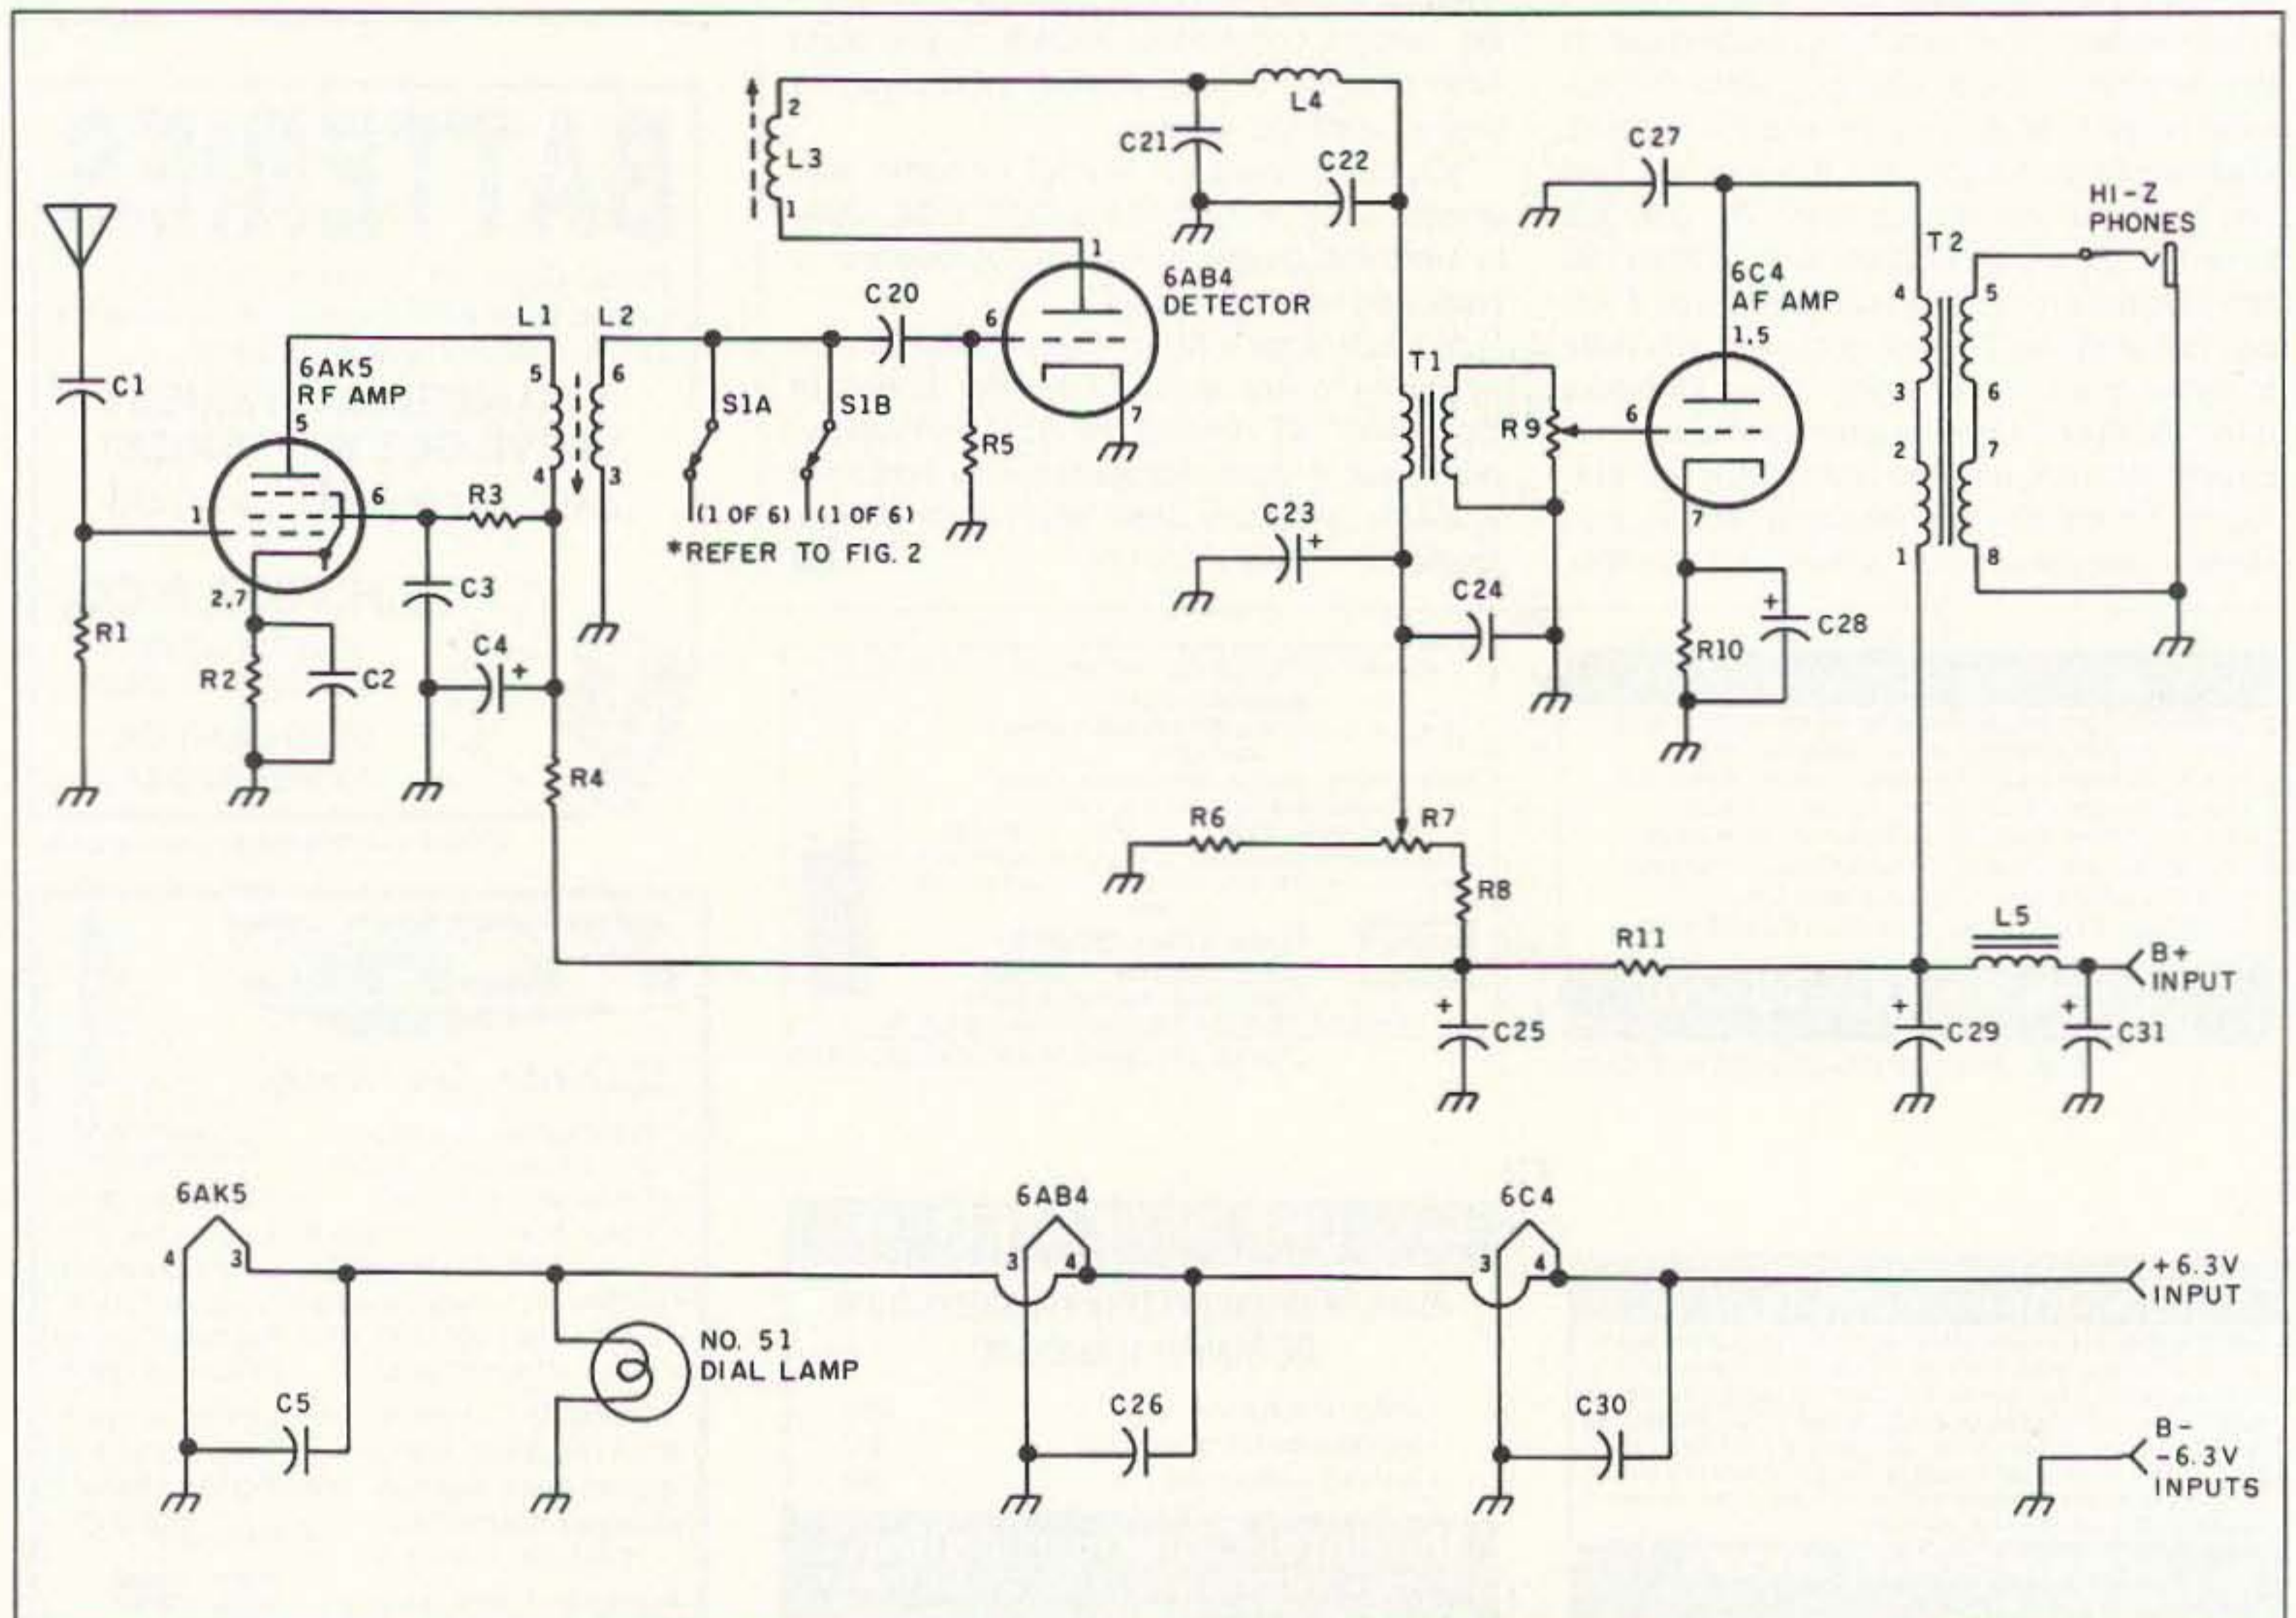 L4
2
C21
L3
C22
C27
1
HI-Z
PHONES
T2
1
6AB4
DETECTOR
6C4
AF AMP
1,5
C20
6
4
5
L1
L2
C1
6AK5
RF AMP
5
5
6
T1
3
6
S1A
S1B
7
R5
R9
6
2
7
4
3
1
6
R3
(1 OF 6)
(1 OF 6)
*REFER TO FIG. 2
C23
+
7
1
8
2,7
C3
C24
R1
C4
+
R2
C2
+
C28
R10
R4
R6
R7
R8
R11
L5
B+
INPUT
+
C25
+
C29
+
C31
6AK5
4
3
6AB4
3
4
6C4
3
4
+6.3V
INPUT
NO. 51
DIAL LAMP
C5
C26
C30
B-
-6.3V
INPUTS